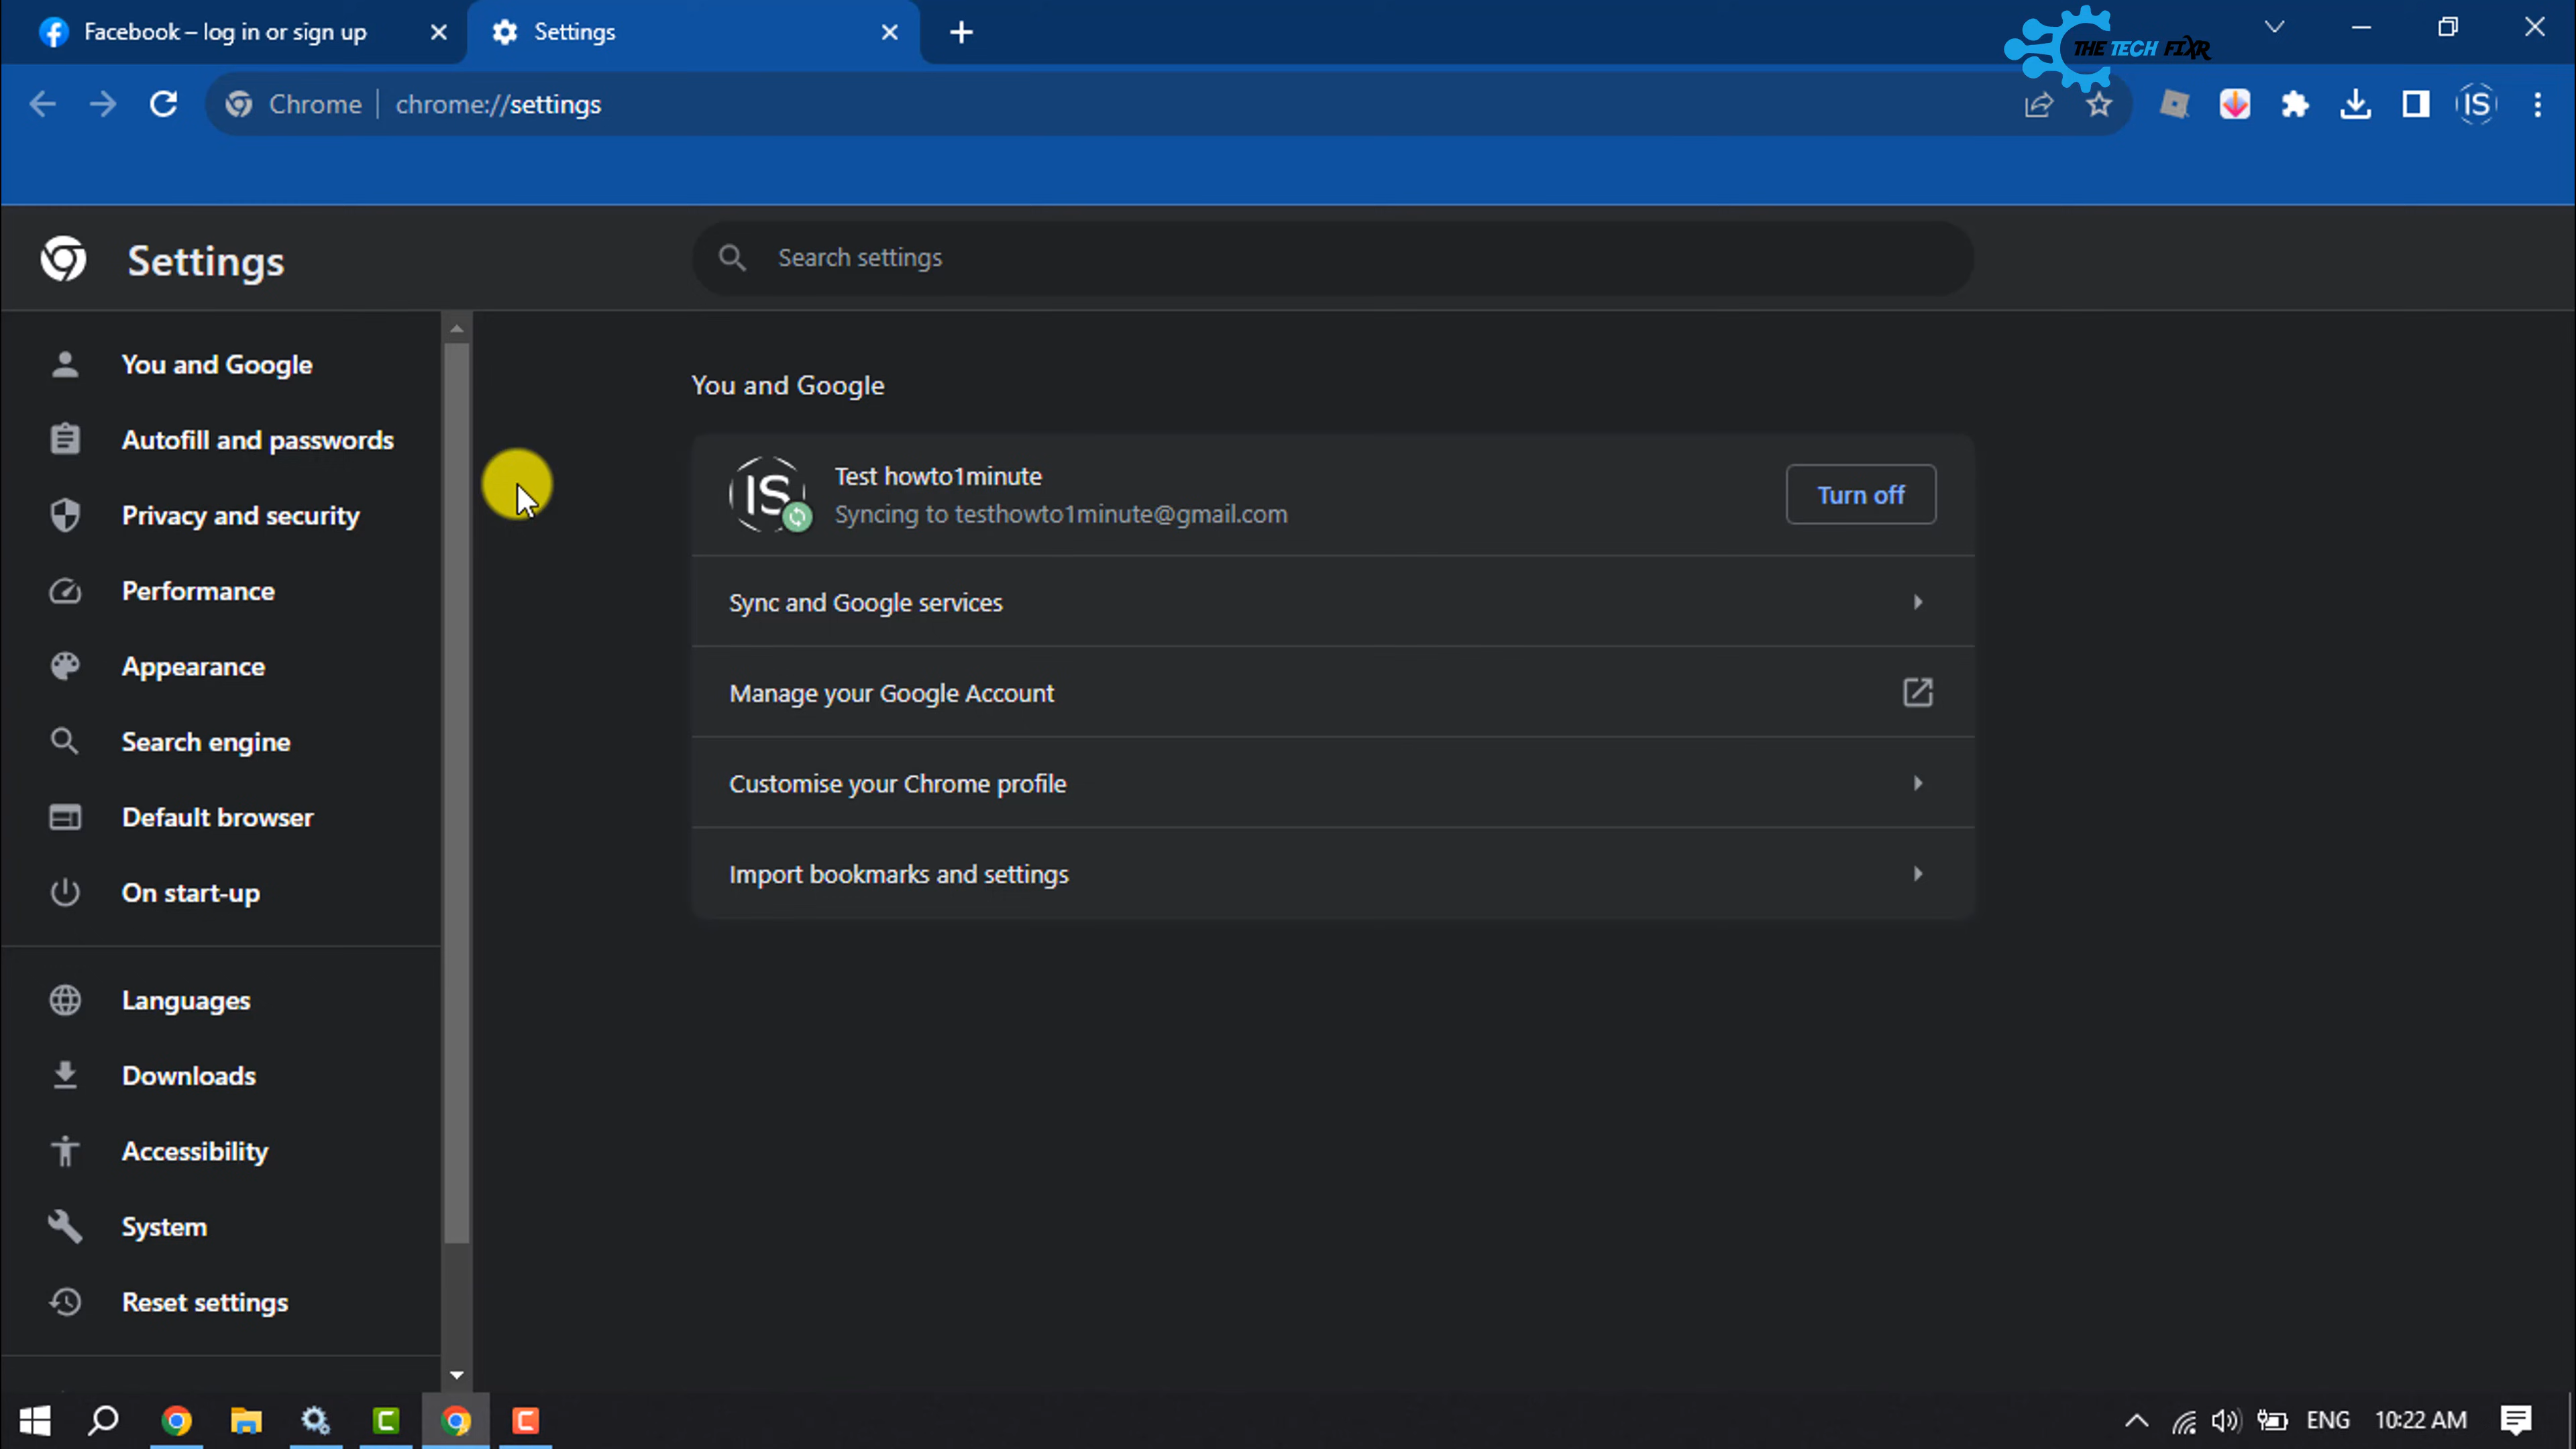 Facebook – log in or sign up
Settings
THE TECH FIXR
Chrome
chrome://settings
IS
Settings
Search settings
You and Google
Autofill and passwords
Privacy and security
Performance
Appearance
Search engine
Default browser
On start-up
Languages
Downloads
Accessibility
System
Reset settings
You and Google
IS
Test howto1minute
Syncing to testhowto1minute@gmail.com
Turn off
Sync and Google services
Manage your Google Account
Customise your Chrome profile
Import bookmarks and settings
ENG
10:22 AM